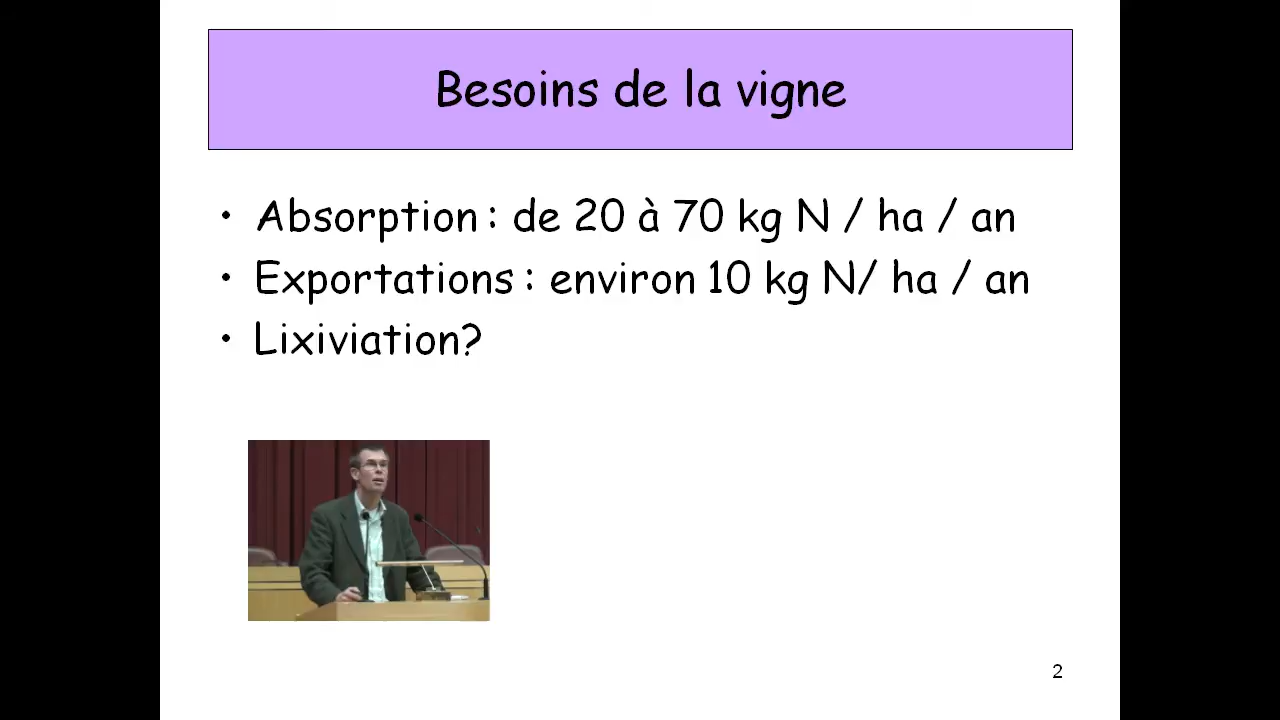 Besoins de la vigne
• Absorption : de 20 à 70 kg N / ha / an
• Exportations : environ 10 kg N/ ha / an
• Lixiviation?
2